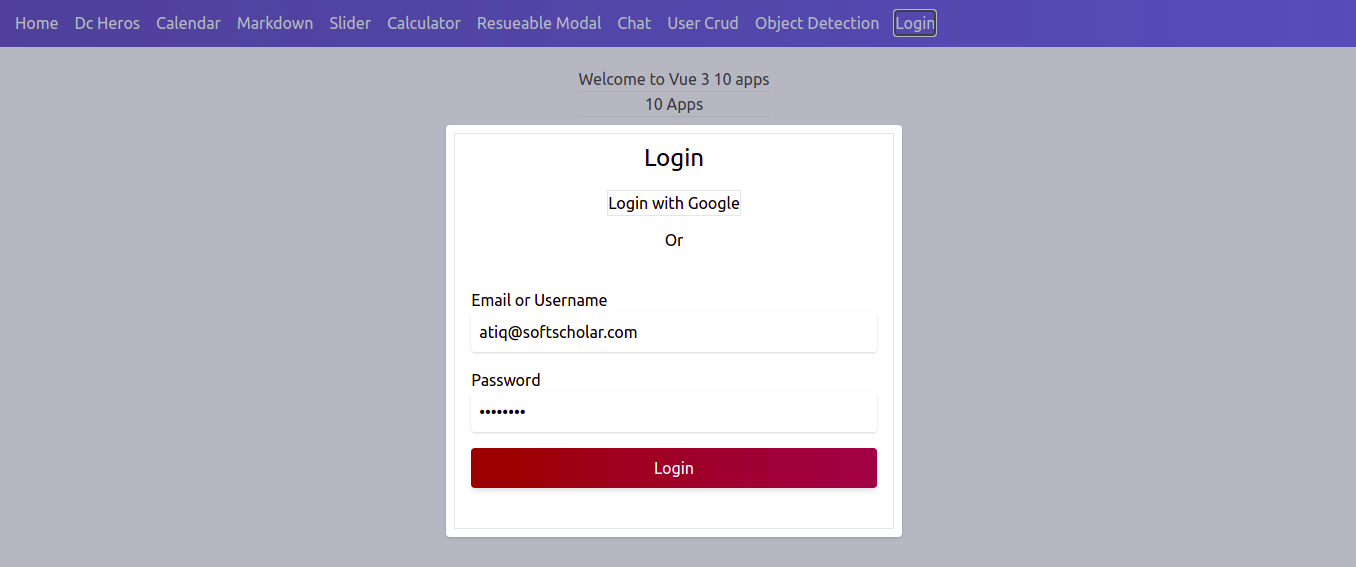 Home Dc Heros Calendar Markdown Slider Calculator Resueable Modal Chat User Crud Object Detection Login
Welcome to Vue 3 10 apps
10 Apps
Login
Login with Google
Or
Email or Username
atiq@softscholar.com
Password
••••••••
Login